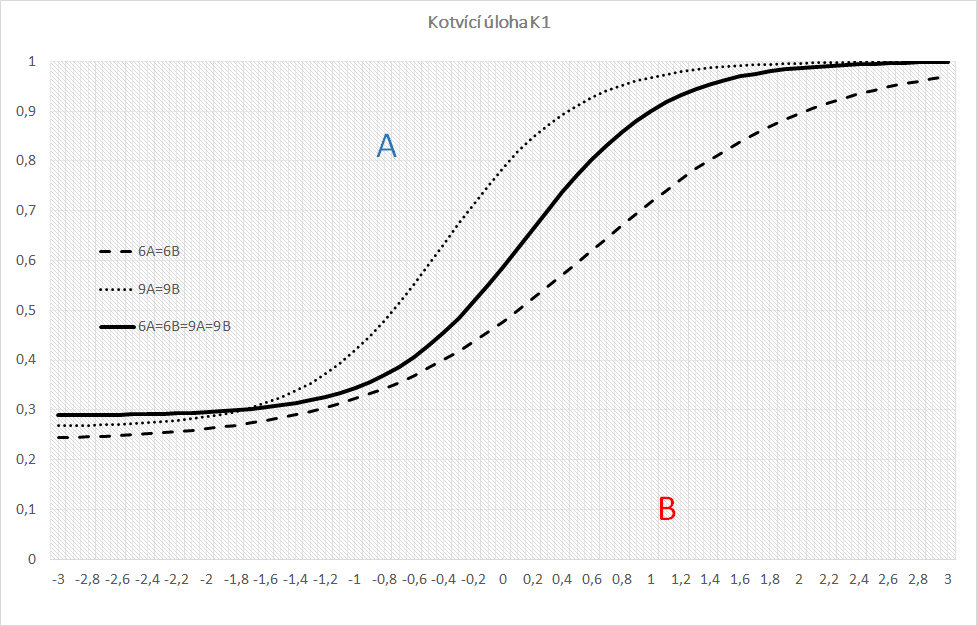 Kotvící úloha K1
1
0,9
0,8
0,7
0,6
0,5
0,4
0,3
0,2
0,1
0
A
6A=6B
9A=9B
6A=6B=9A=9B
B
-3 -2,8 -2,6 -2,4 -2,2 -2 -1,8 -1,6 -1,4 -1,2 -1 -0,8 -0,6 -0,4 -0,2 0 0,2 0,4 0,6 0,8 1 1,2 1,4 1,6 1,8 2 2,2 2,4 2,6 2,8 3